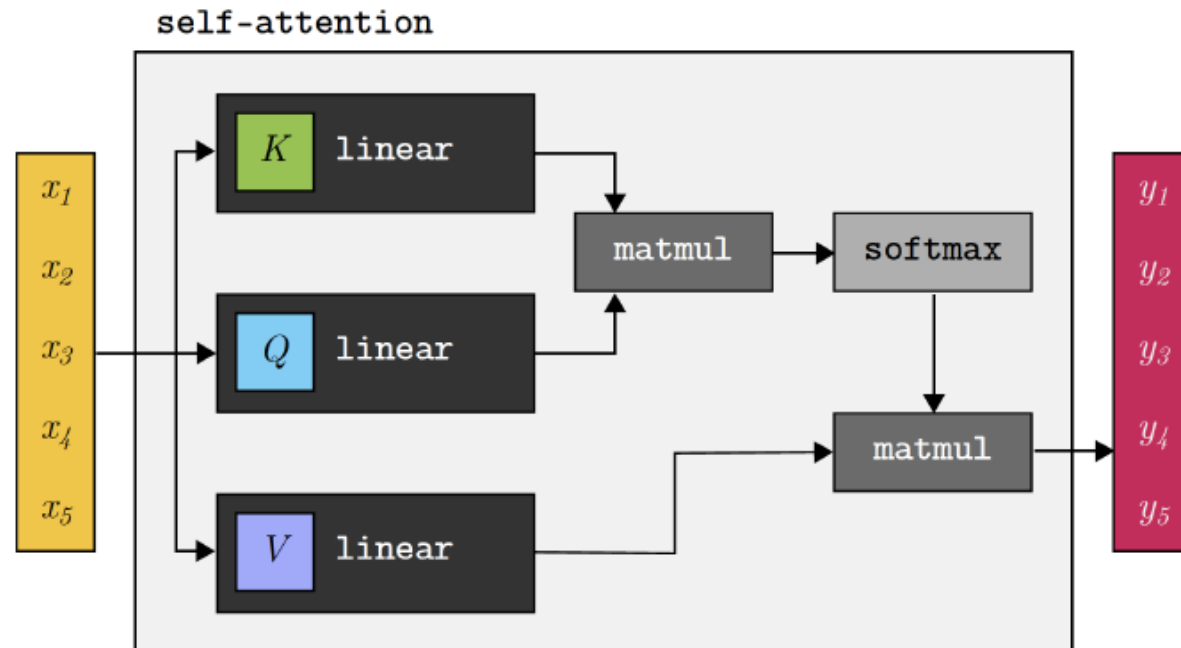 self-attention
x₁
x₂
x₃
x₄
x₅
K linear
Q linear
V linear
matmul
softmax
matmul
y₁
y₂
y₃
y₄
y₅